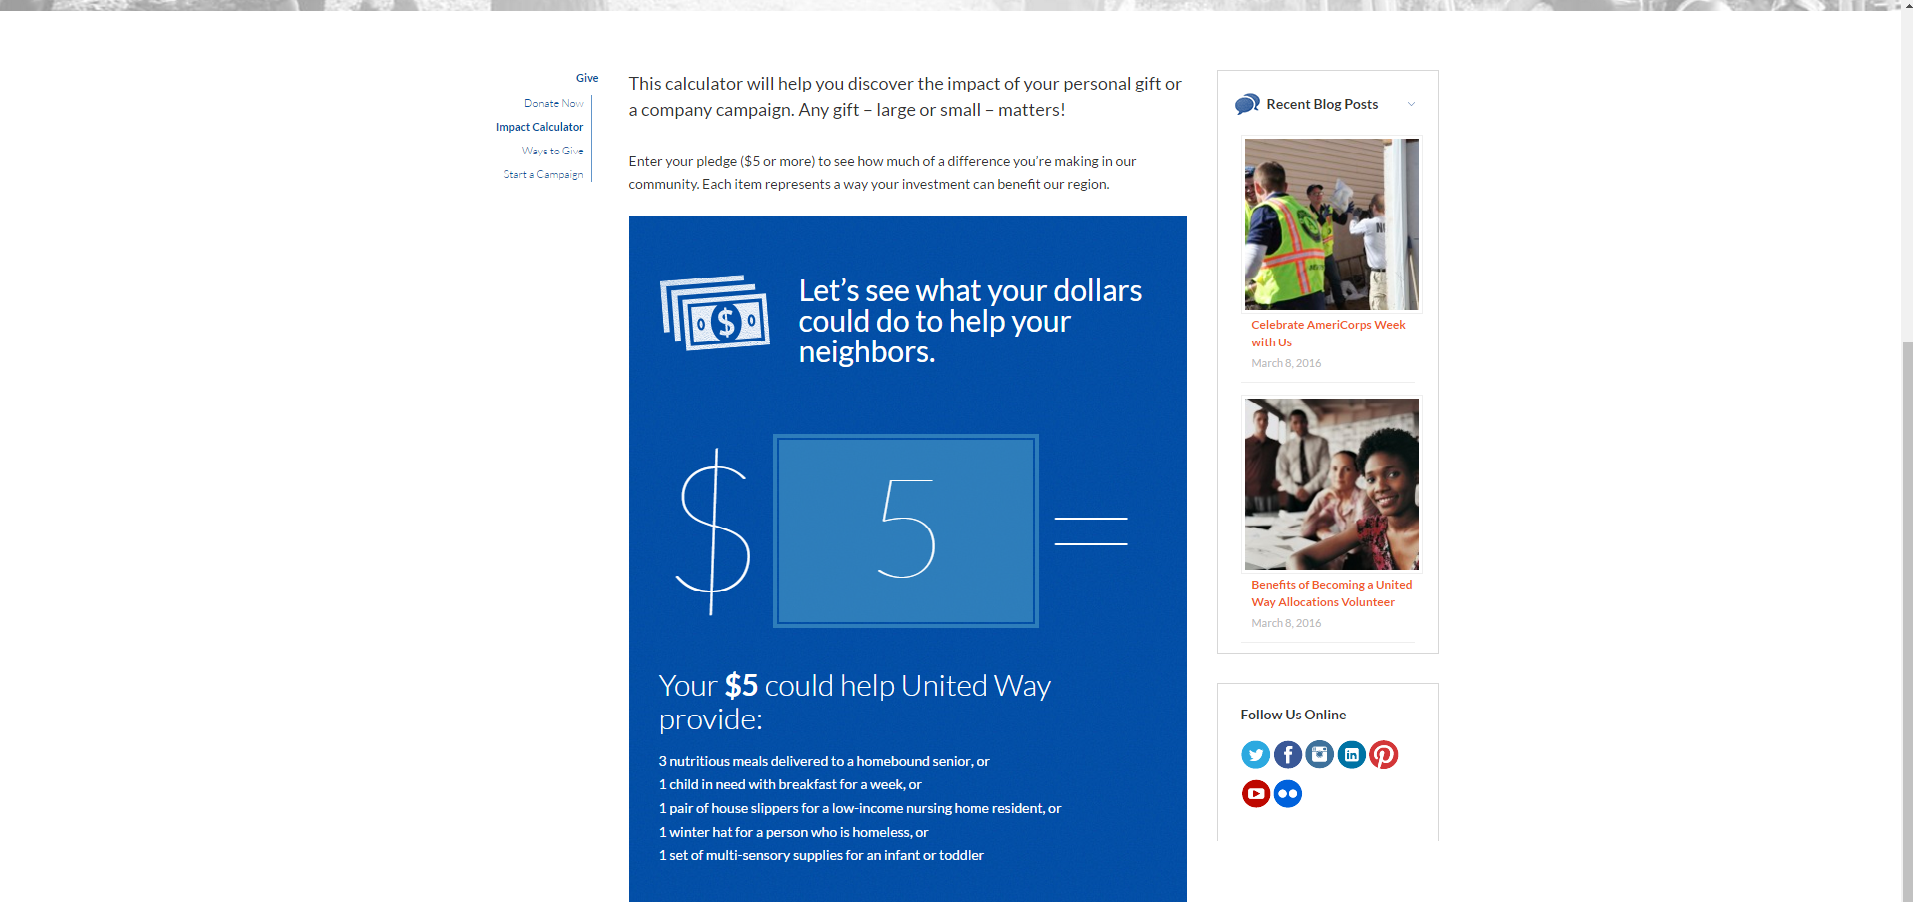 Give
Donate Now
Impact Calculator
Ways to Give
Start a Campaign
This calculator will help you discover the impact of your personal gift or
a company campaign. Any gift – large or small – matters!
Enter your pledge ($5 or more) to see how much of a difference you’re making in our
community. Each item represents a way your investment can benefit our region.
Let’s see what your dollars
could do to help your
neighbors.
$ 5 =
Your $5 could help United Way
provide:
3 nutritious meals delivered to a homebound senior, or
1 child in need with breakfast for a week, or
1 pair of house slippers for a low-income nursing home resident, or
1 winter hat for a person who is homeless, or
1 set of multi-sensory supplies for an infant or toddler
Recent Blog Posts
Celebrate AmeriCorps Week
with Us
March 8, 2016
Benefits of Becoming a United
Way Allocations Volunteer
March 8, 2016
Follow Us Online